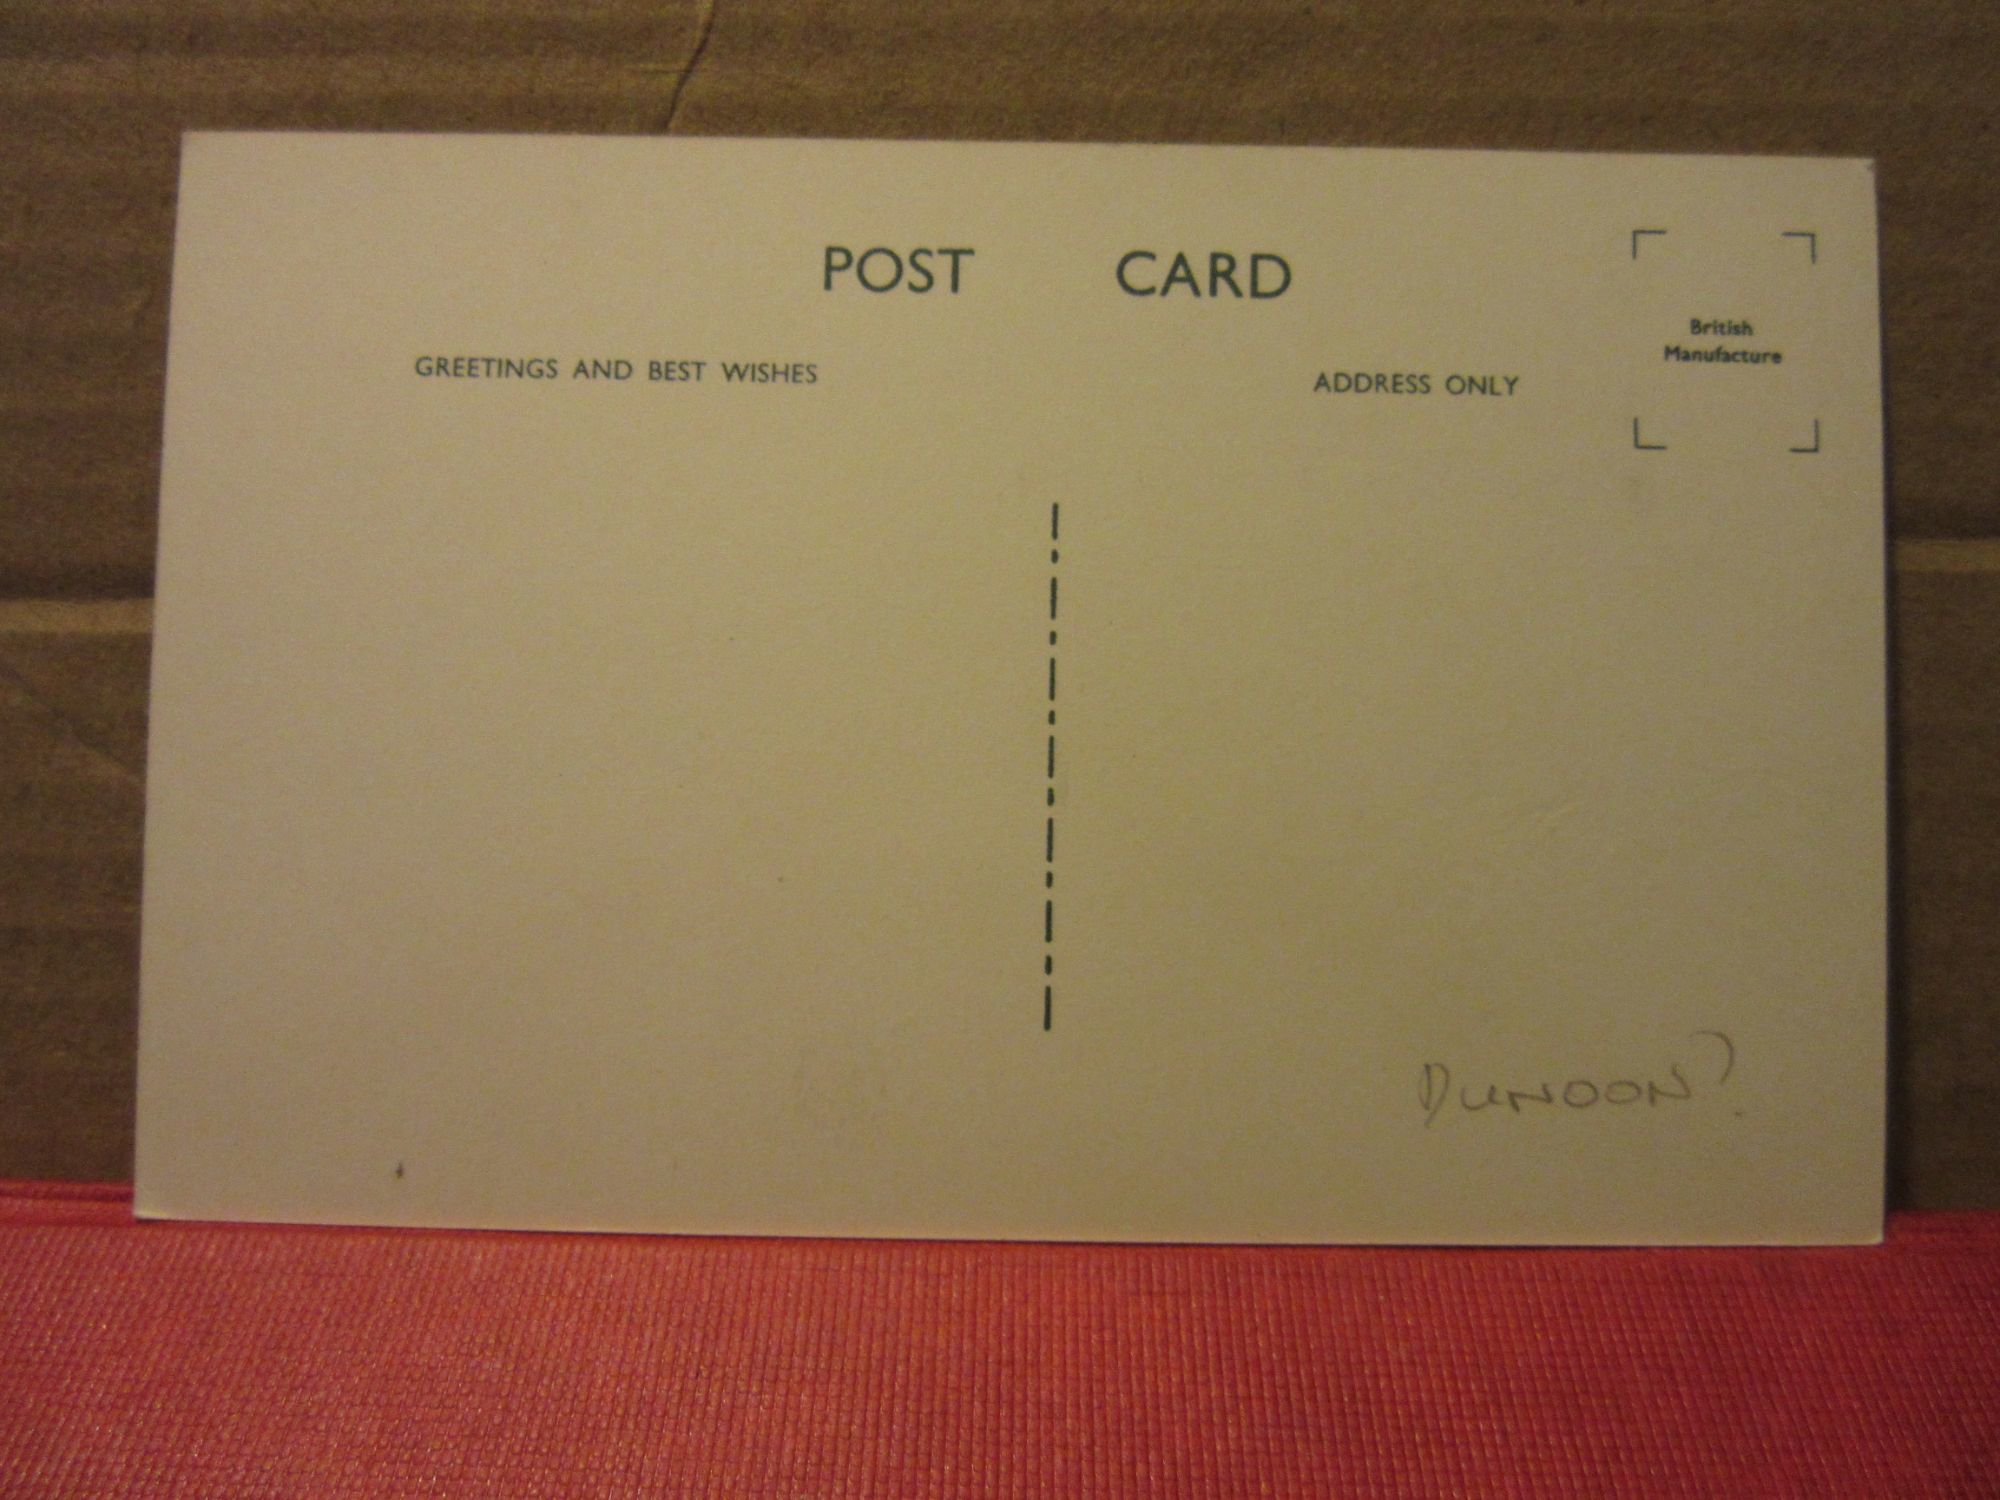 POST CARD
GREETINGS AND BEST WISHES
ADDRESS ONLY
British
Manufacture
DUNOON?